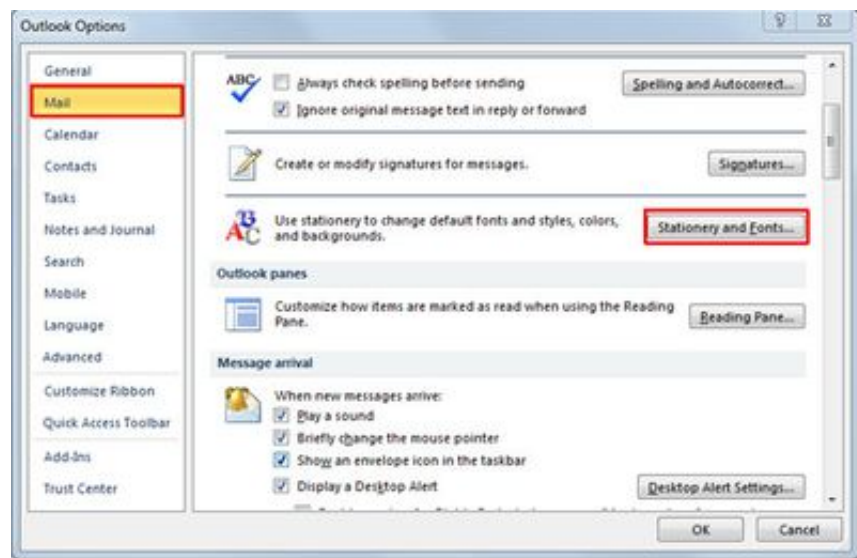 Outlook Options
General
Mail
Calendar
Contacts
Tasks
Notes and Journal
Search
Mobile
Language
Advanced
Customize Ribbon
Quick Access Toolbar
Add-Ins
Trust Center
ABC
Always check spelling before sending
Spelling and Autocorrect...
Ignore original message text in reply or forward
Create or modify signatures for messages.
Signatures...
Use stationery to change default fonts and styles, colors,
and backgrounds.
Stationery and Fonts...
Outlook panes
Customize how items are marked as read when using the Reading
Pane.
Reading Pane...
Message arrival
When new messages arrive:
Play a sound
Briefly change the mouse pointer
Show an envelope icon in the taskbar
Display a Desktop Alert
Desktop Alert Settings...
OK
Cancel